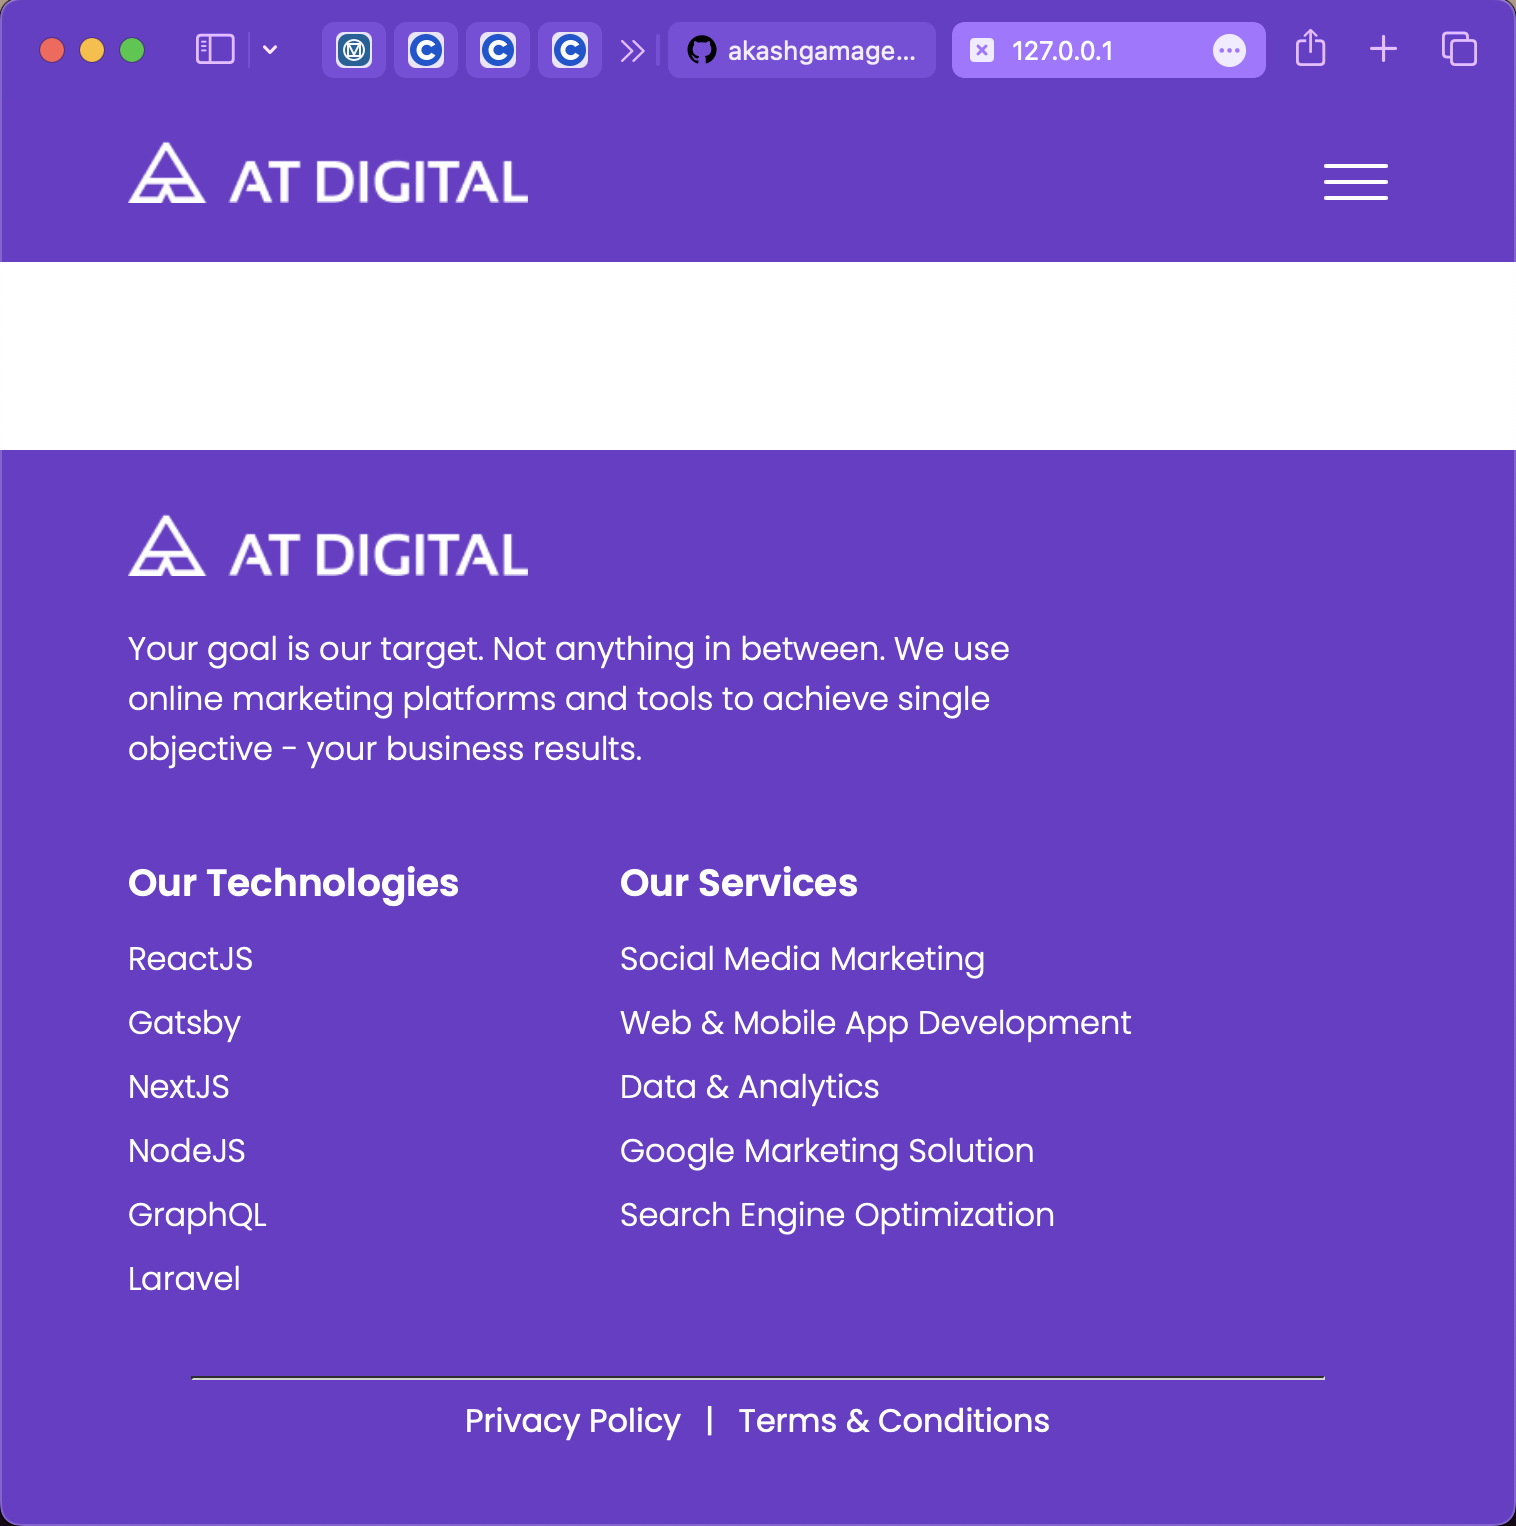 akashgamage...
127.0.0.1
AT DIGITAL
AT DIGITAL
Your goal is our target. Not anything in between. We use
online marketing platforms and tools to achieve single
objective - your business results.
Our Technologies
ReactJS
Gatsby
NextJS
NodeJS
GraphQL
Laravel
Our Services
Social Media Marketing
Web & Mobile App Development
Data & Analytics
Google Marketing Solution
Search Engine Optimization
Privacy Policy | Terms & Conditions